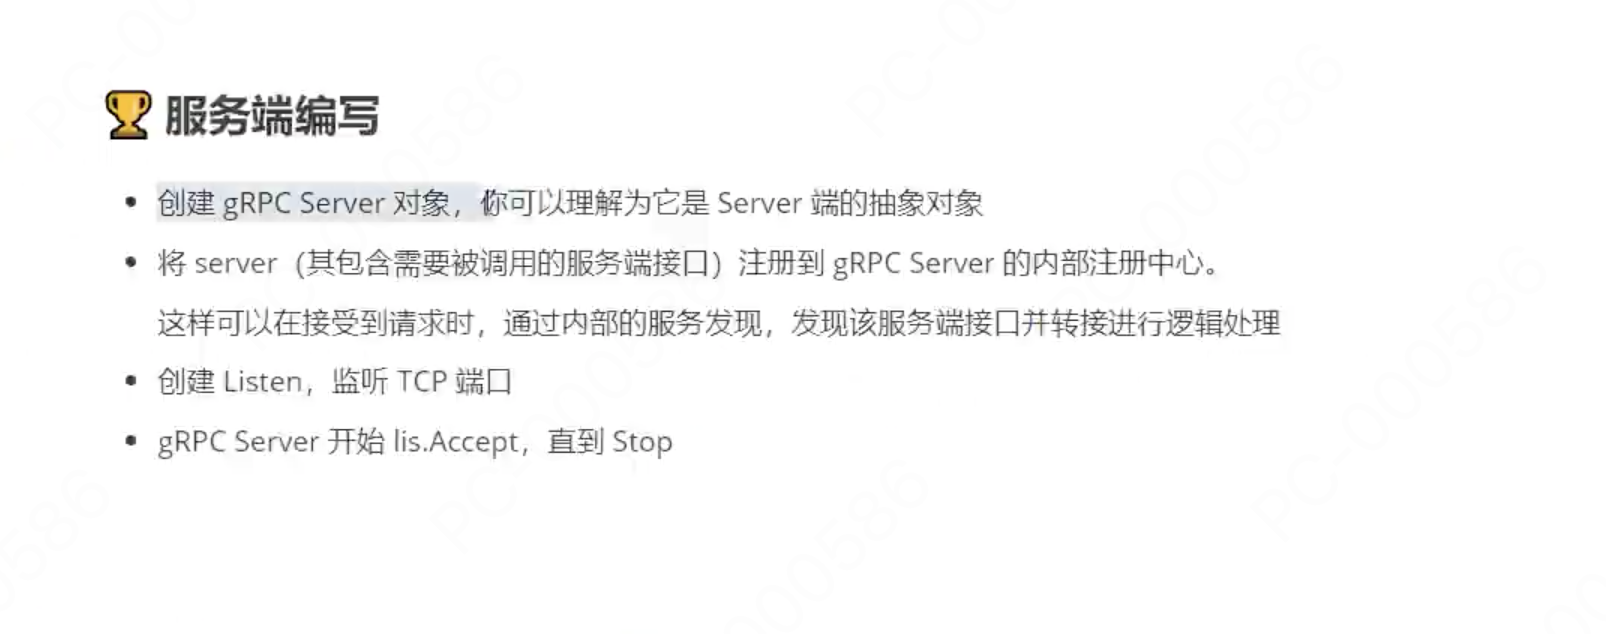 服务端编写
创建 gRPC Server 对象，你可以理解为它是 Server 端的抽象对象
将 server（其包含需要被调用的服务端接口）注册到 gRPC Server 的内部注册中心。
这样可以在接受到请求时，通过内部的服务发现，发现该服务端接口并转接进行逻辑处理
创建 Listen，监听 TCP 端口
gRPC Server 开始 lis.Accept，直到 Stop
PC-000586